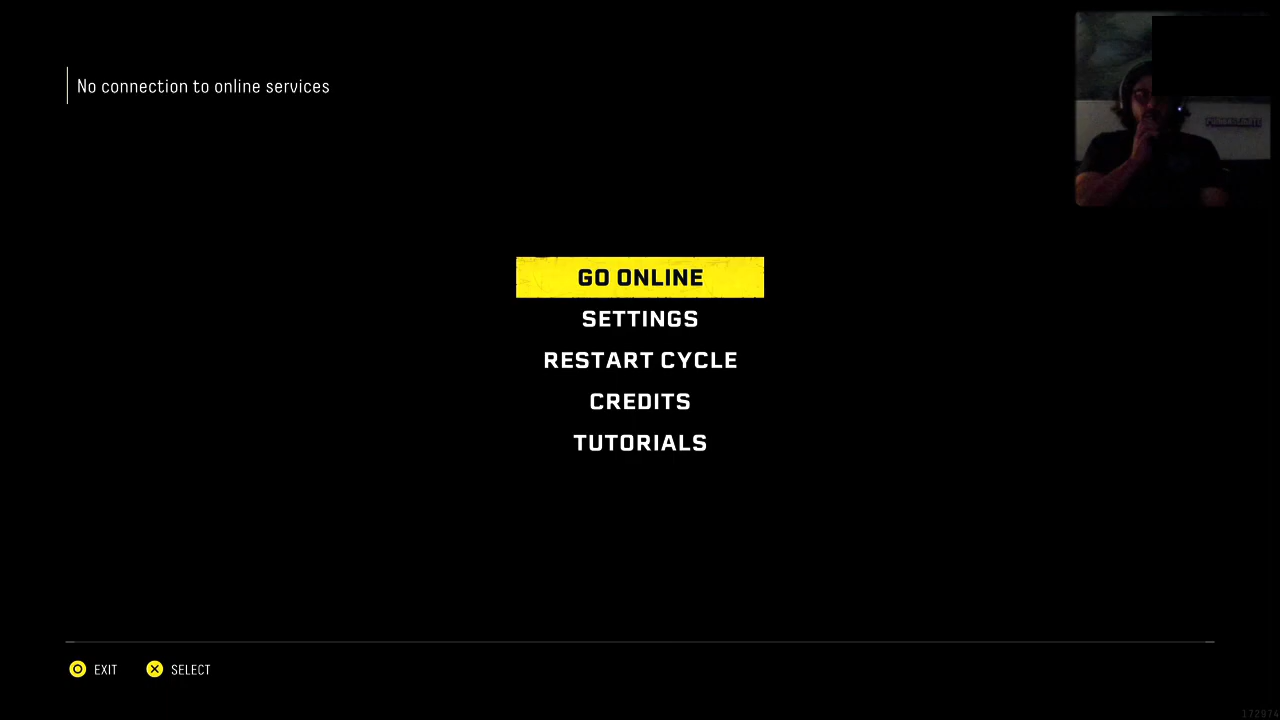 No connection to online services
GO ONLINE
SETTINGS
RESTART CYCLE
CREDITS
TUTORIALS
EXIT
SELECT